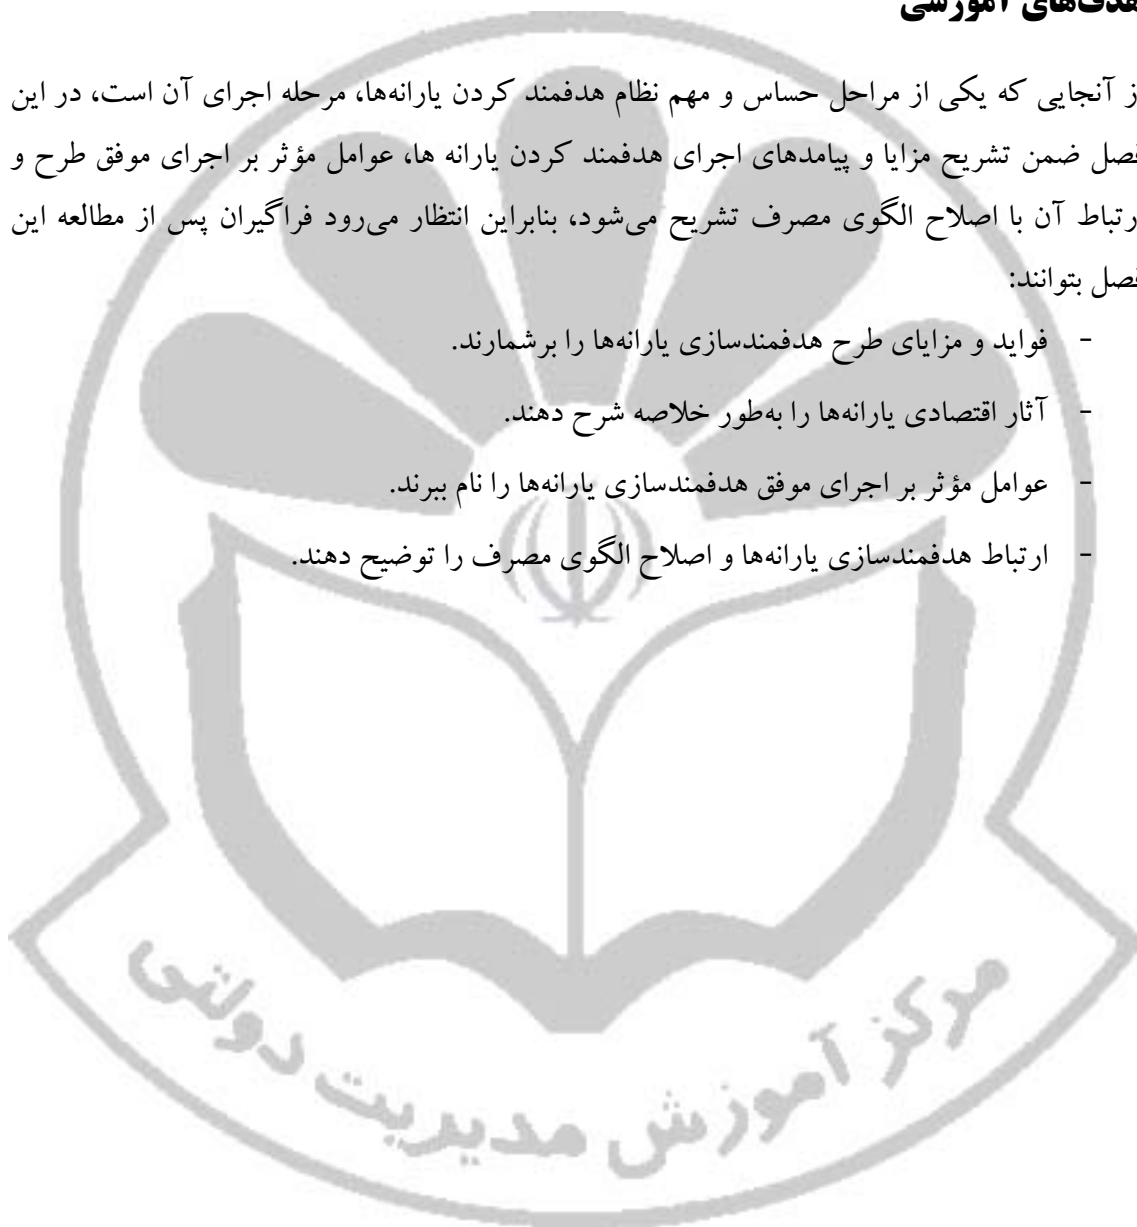 هدف‌های آموزشی
ز آنجایی که یکی از مراحل حساس و مهم نظام هدفمند کردن یارانه‌ها، مرحله اجرای آن است، در این
فصل ضمن تشریح مزایا و پیامدهای اجرای هدفمند کردن یارانه ها، عوامل مؤثر بر اجرای موفق طرح و
رتباط آن با اصلاح الگوی مصرف تشریح می‌شود، بنابراین انتظار می‌رود فراگیران پس از مطالعه این
فصل بتوانند:
- فواید و مزایای طرح هدفمندسازی یارانه‌ها را برشمارند.
- آثار اقتصادی یارانه‌ها را به‌طور خلاصه شرح دهند.
- عوامل مؤثر بر اجرای موفق هدفمندسازی یارانه‌ها را نام ببرند.
- ارتباط هدفمندسازی یارانه‌ها و اصلاح الگوی مصرف را توضیح دهند.
مرکز آموزش مدیریت دولتی